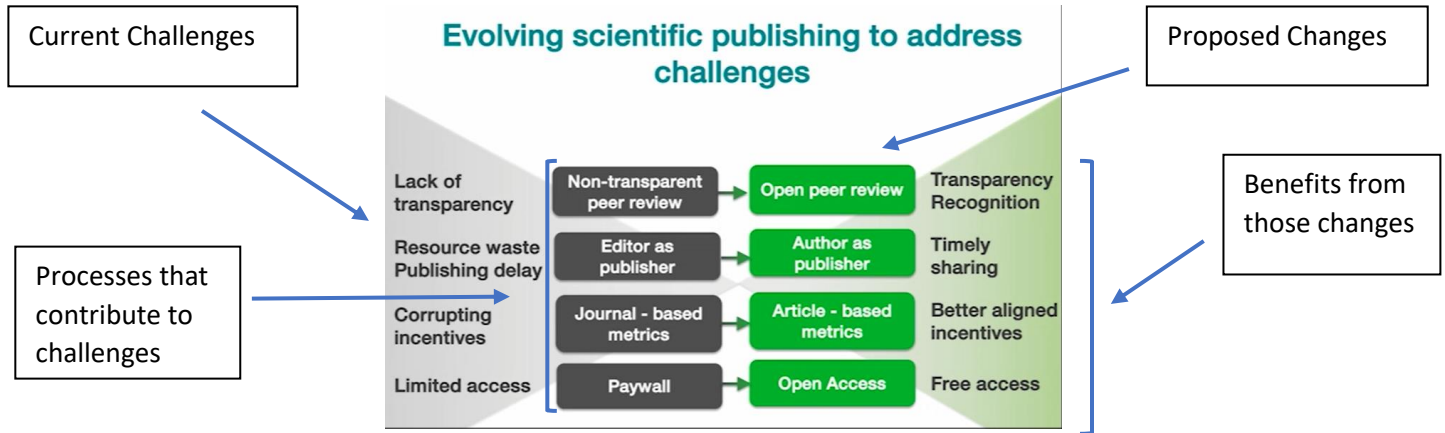 Current Challenges
Evolving scientific publishing to address
challenges
Proposed Changes
Lack of
transparency
Non-transparent
peer review
Open peer review
Transparency
Recognition
Benefits from
those changes
Resource waste
Publishing delay
Editor as
publisher
Author as
publisher
Timely
sharing
Processes that
contribute to
challenges
Corrupting
incentives
Journal - based
metrics
Article - based
metrics
Better aligned
incentives
Limited access
Paywall
Open Access
Free access